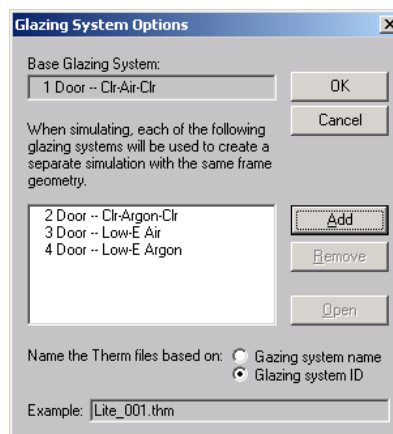 Glazing System Options
Base Glazing System:
1 Door -- Clr-Air-Clr
OK
Cancel
When simulating, each of the following
glazing systems will be used to create a
separate simulation with the same frame
geometry.
2 Door -- Clr-Argon-Clr
3 Door -- Low-E Air
4 Door -- Low-E Argon
Add
Remove
Open
Name the Therm files based on:
Gazing system name
Glazing system ID
Example: Lite_001.thm